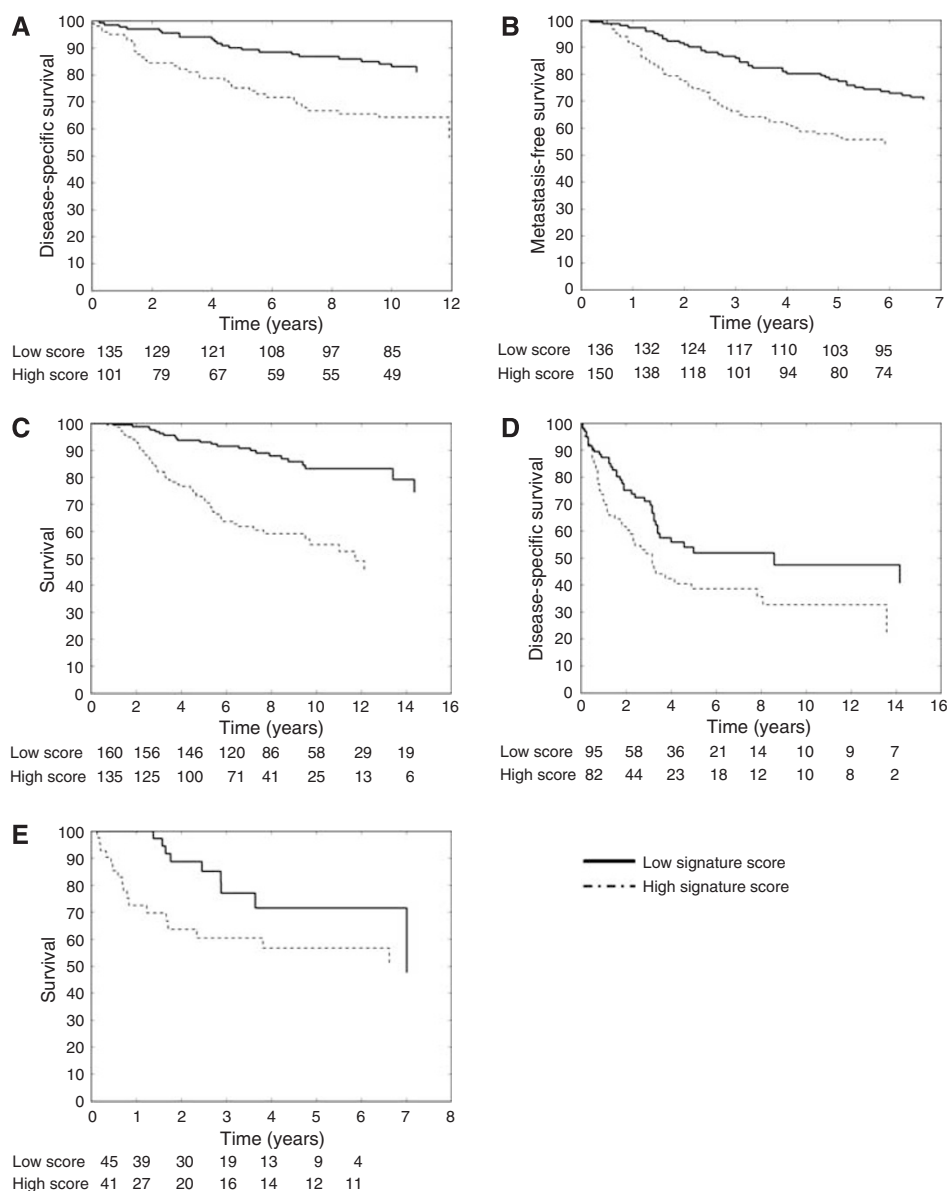 A
Disease-specific survival
100
90
80
70
60
50
40
30
20
10
0
0 2 4 6 8 10 12
Time (years)
Low score 135 129 121 108 97 85
High score 101 79 67 59 55 49
B
Metastasis-free survival
100
90
80
70
60
50
40
30
20
10
0
0 1 2 3 4 5 6 7
Time (years)
Low score 136 132 124 117 110 103 95
High score 150 138 118 101 94 80 74
C
Survival
100
90
80
70
60
50
40
30
20
10
0
0 2 4 6 8 10 12 14 16
Time (years)
Low score 160 156 146 120 86 58 29 19
High score 135 125 100 71 41 25 13 6
D
Disease-specific survival
100
90
80
70
60
50
40
30
20
10
0
0 2 4 6 8 10 12 14 16
Time (years)
Low score 95 58 36 21 14 10 9 7
High score 82 44 23 18 12 10 8 2
E
Survival
100
90
80
70
60
50
40
30
20
10
0
0 1 2 3 4 5 6 7 8
Time (years)
Low score 45 39 30 19 13 9 4
High score 41 27 20 16 14 12 11
Low signature score
High signature score